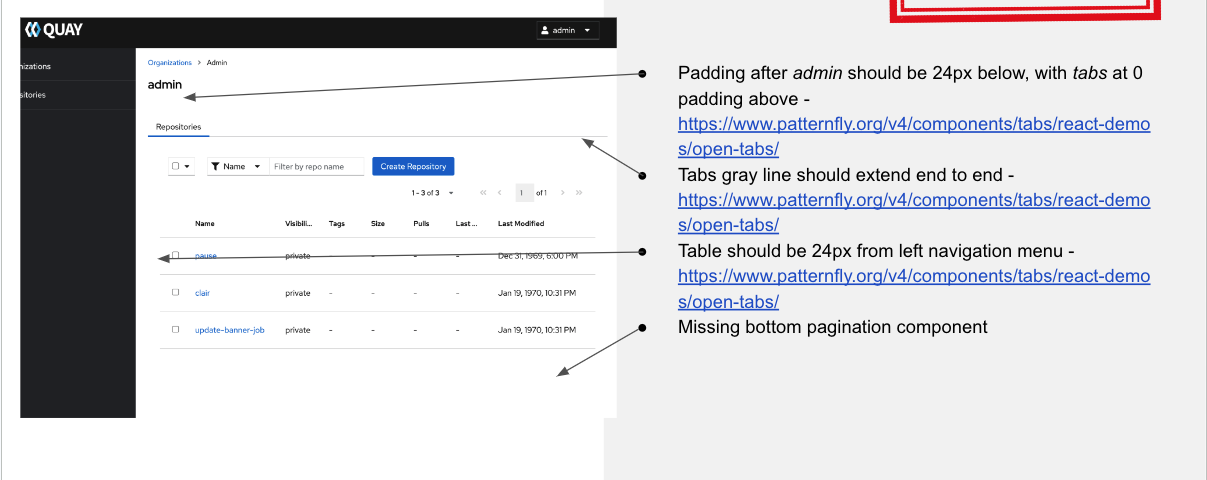 QUAY
admin
nizations
sitories
Organizations > Admin
admin
Repositories
Name
Filter by repo name
Create Repository
1 - 3 of 3
<< < 1 of 1 > >>
Name Visibili... Tags Size Pulls Last ... Last Modified
pause private - - - - Dec 31, 1969, 6:00 PM
clair private - - - - Jan 19, 1970, 10:31 PM
update-banner-job private - - - - Jan 19, 1970, 10:31 PM
● Padding after admin should be 24px below, with tabs at 0
padding above -
https://www.patternfly.org/v4/components/tabs/react-demo
s/open-tabs/
● Tabs gray line should extend end to end -
https://www.patternfly.org/v4/components/tabs/react-demo
s/open-tabs/
● Table should be 24px from left navigation menu -
https://www.patternfly.org/v4/components/tabs/react-demo
s/open-tabs/
● Missing bottom pagination component